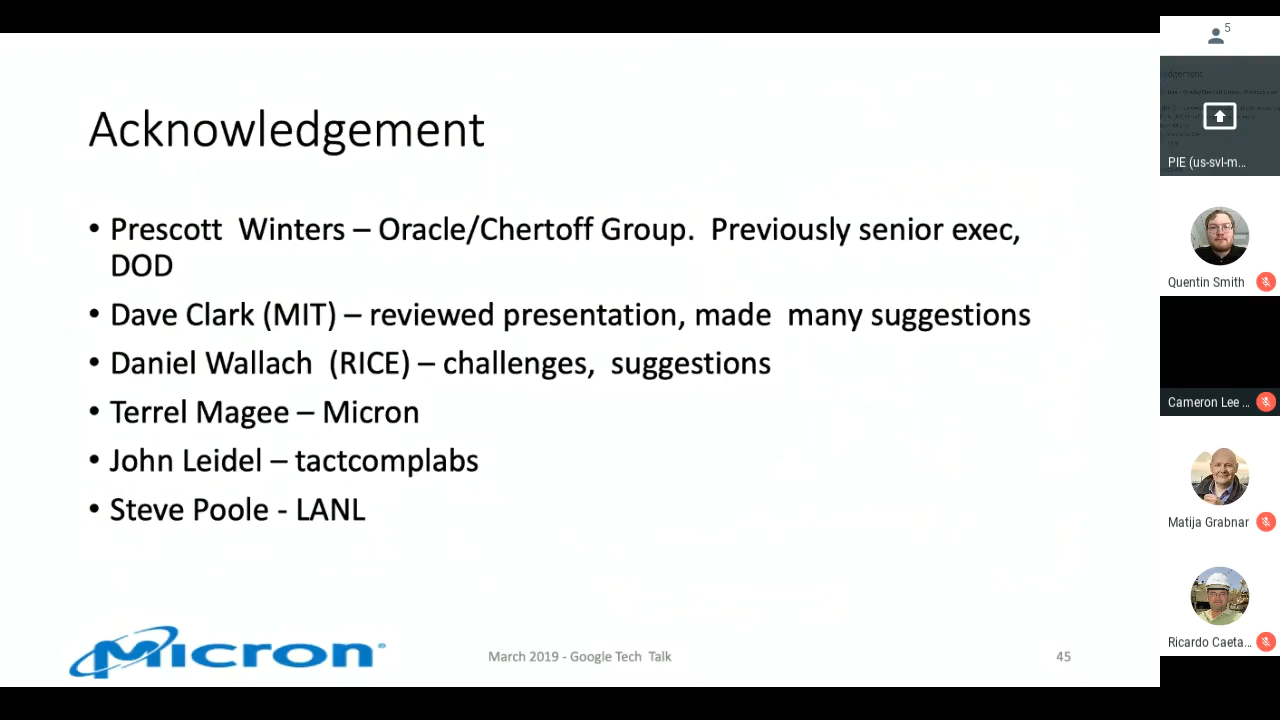 Acknowledgement
• Prescott  Winters – Oracle/Chertoff Group.  Previously senior exec,
DOD
• Dave Clark (MIT) – reviewed presentation, made  many suggestions
• Daniel Wallach  (RICE) – challenges,  suggestions
• Terrel Magee – Micron
• John Leidel – tactcomplabs
• Steve Poole - LANL
Micron®
March 2019 - Google Tech  Talk
45
5
PIE (us-svl-m...
Quentin Smith
Cameron Lee ...
Matija Grabnar
Ricardo Caeta...